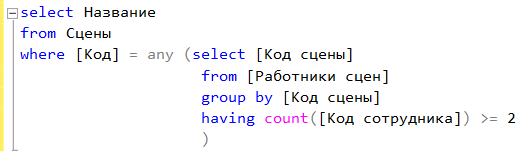 select Название
from Сцены
where [Код] = any (select [Код сцены]
from [Работники сцен]
group by [Код сцены]
having count([Код сотрудника]) >= 2
)